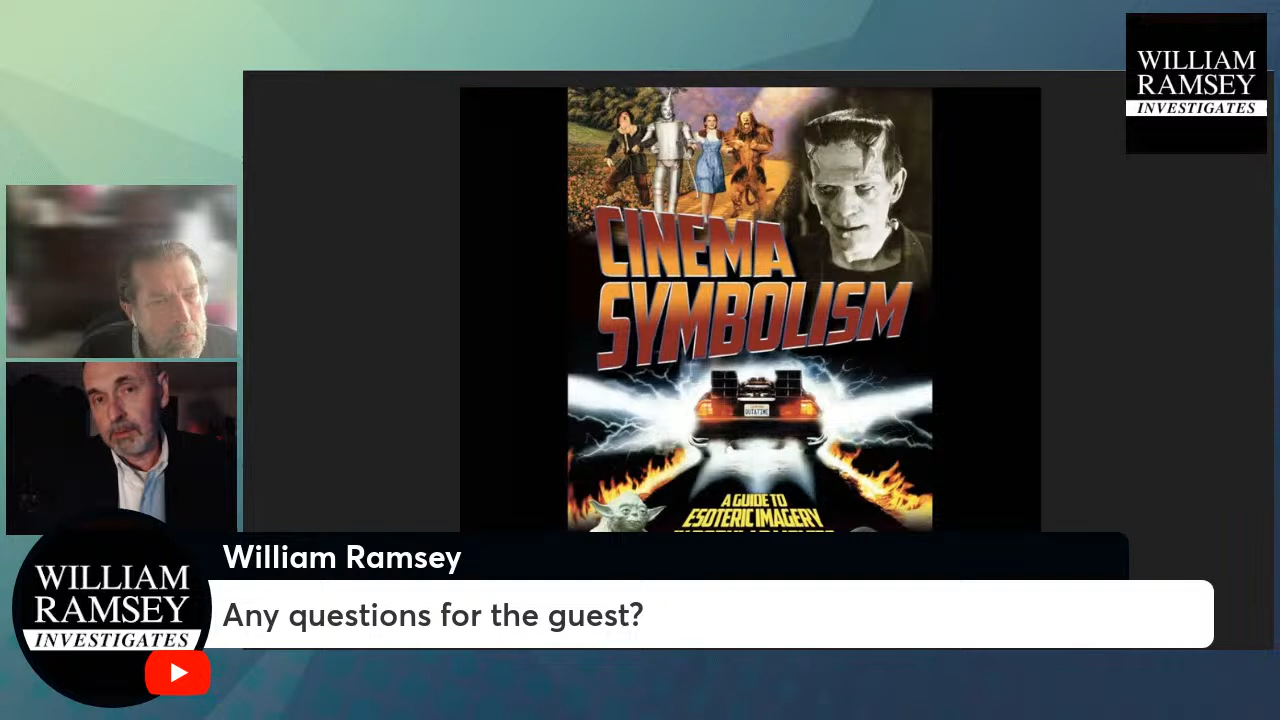 WILLIAM
RAMSEY
INVESTIGATES
CINEMA
SYMBOLISM
OUTATIME
A GUIDE TO
ESOTERIC IMAGERY
William Ramsey
Any questions for the guest?
WILLIAM
RAMSEY
INVESTIGATES